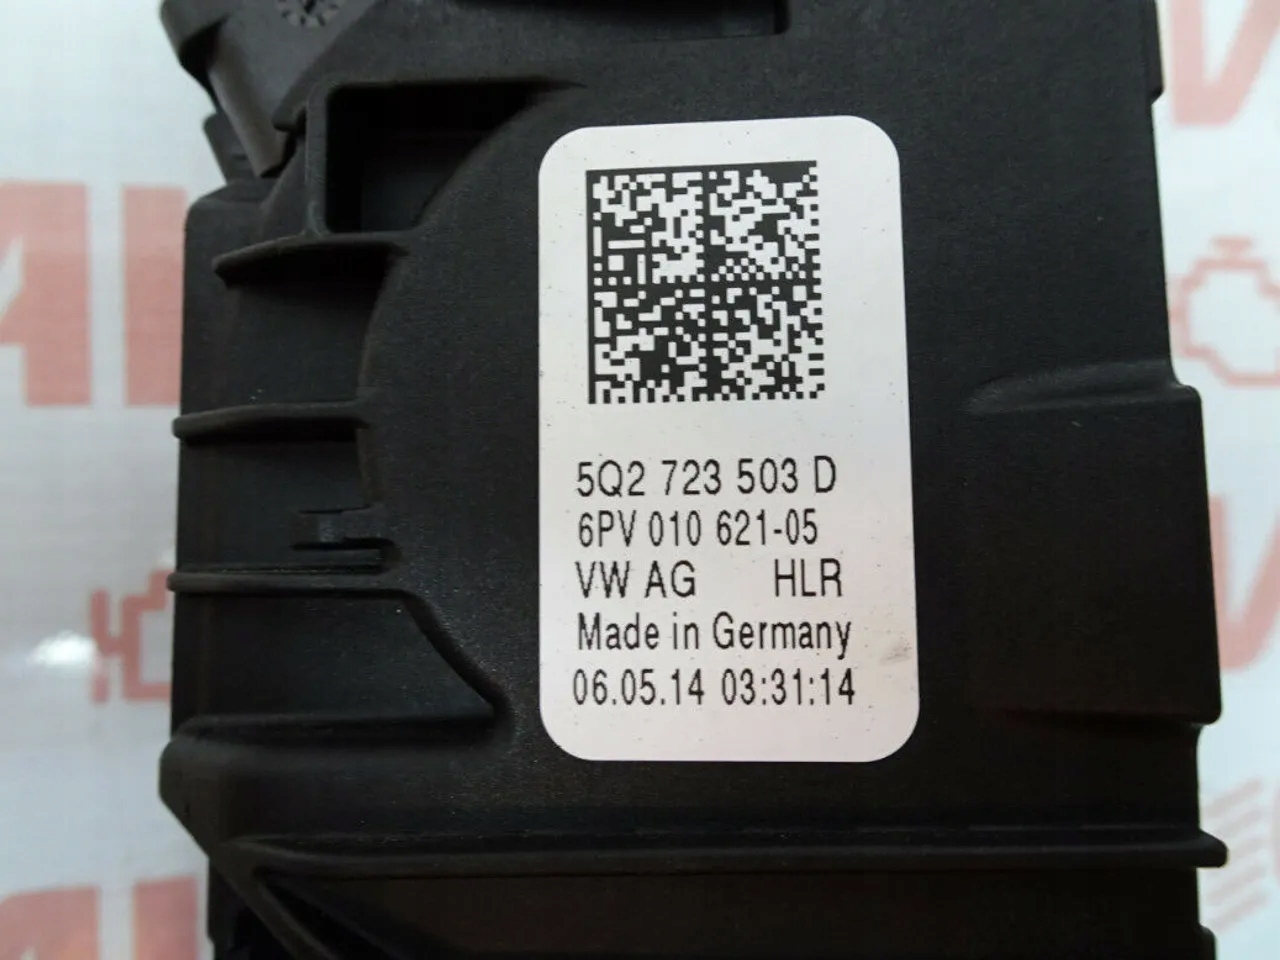 5Q2 723 503 D
6PV 010 621-05
VW AG HLR
Made in Germany
06.05.14 03:31:14